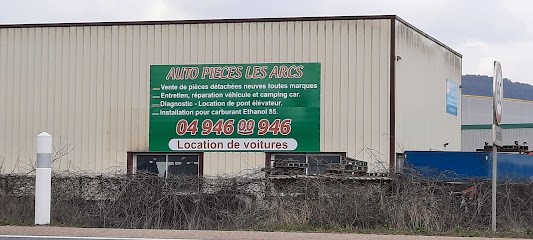 AUTO PIECES LES ARCS
Vente de pièces détachées neuves toutes marques
Entretien, réparation véhicule et camping car.
Diagnostic - Location de pont élévateur.
Installation pour carburant Ethanol 85.
04 946 00 946
Location de voitures